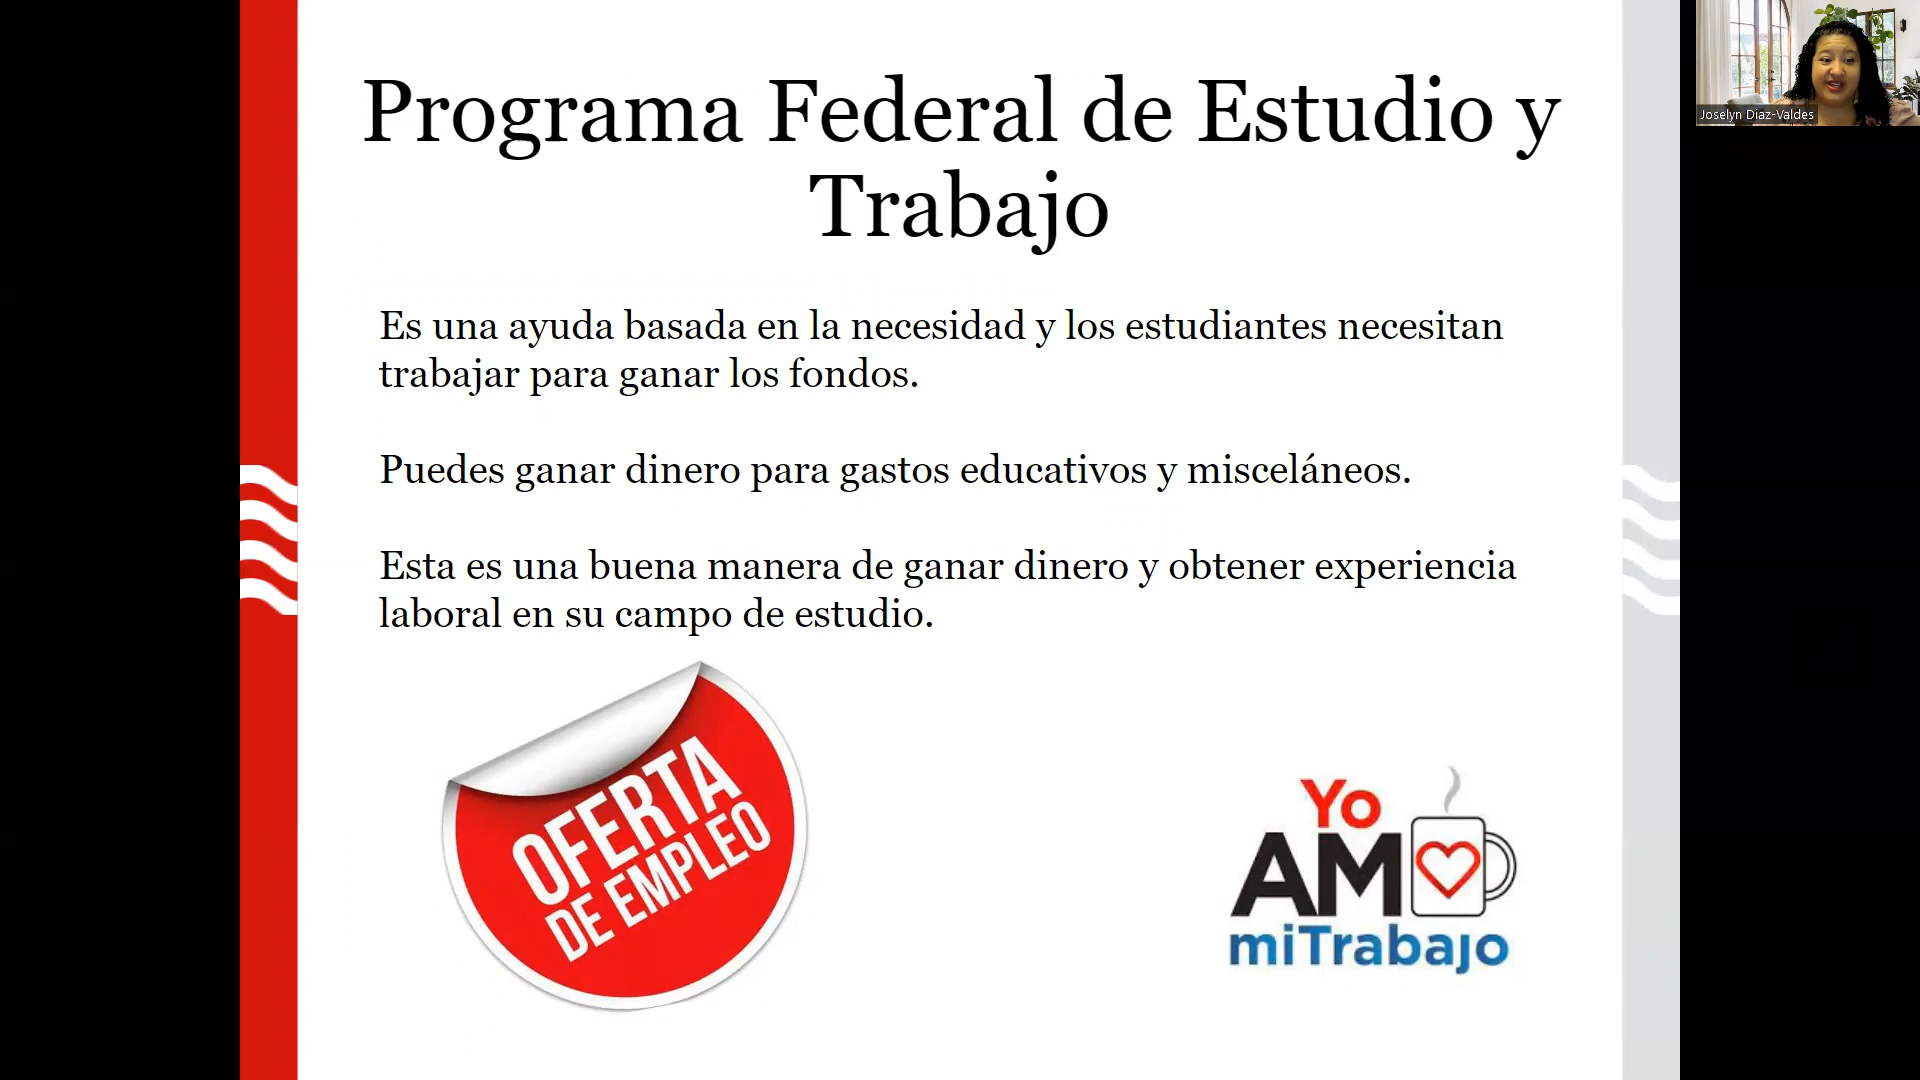 Programa Federal de Estudio y
Trabajo
Es una ayuda basada en la necesidad y los estudiantes necesitan
trabajar para ganar los fondos.
Puedes ganar dinero para gastos educativos y misceláneos.
Esta es una buena manera de ganar dinero y obtener experiencia
laboral en su campo de estudio.
OFERTA
DE EMPLEO
Yo
AMO
miTrabajo
Joselyn Diaz-Valdes